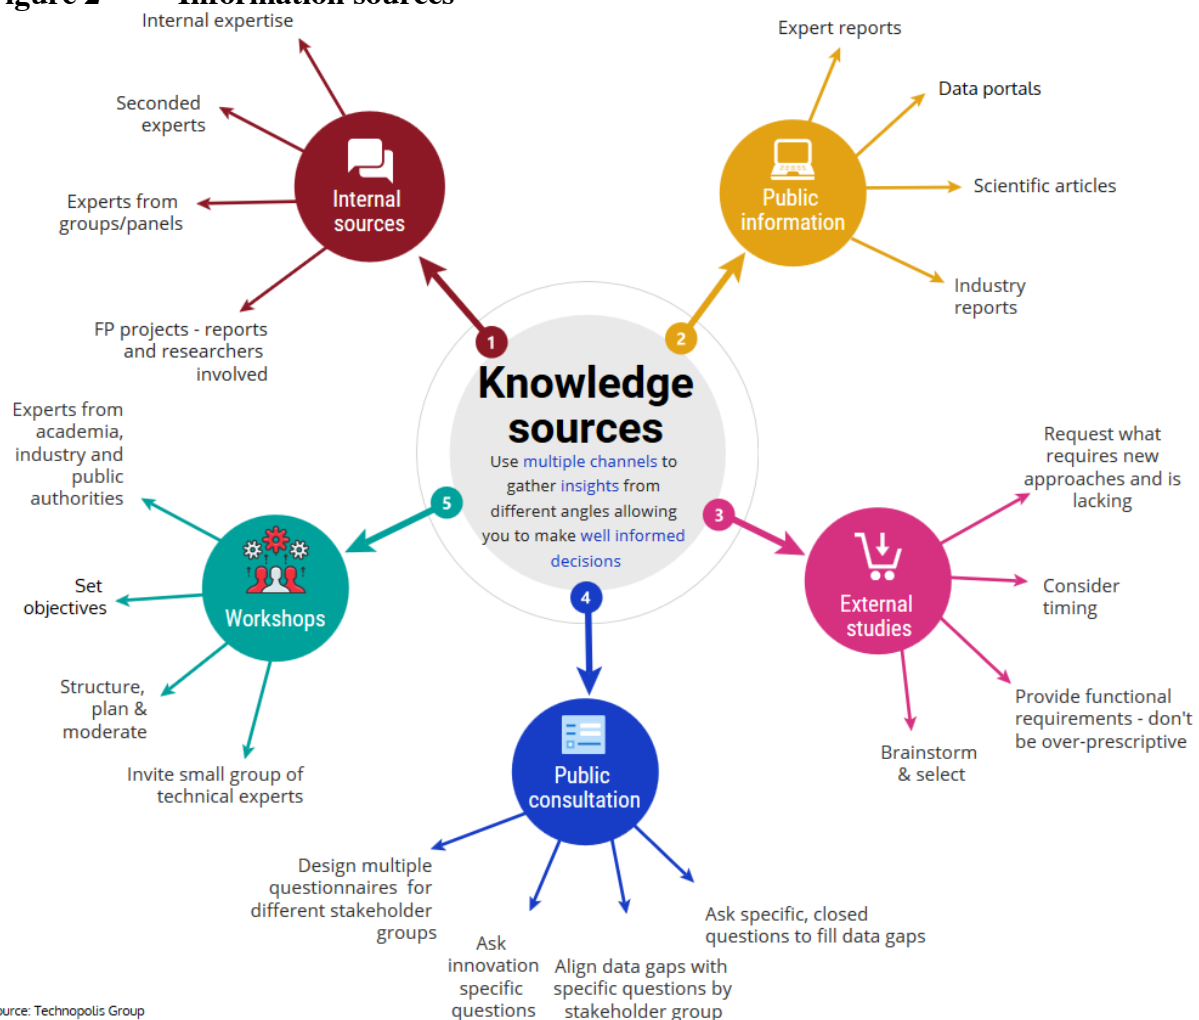 Figure 2 Information sources
Internal expertise
Seconded
experts
Experts from
groups/panels
FP projects - reports
and researchers
involved
Internal
sources
Expert reports
Data portals
Scientific articles
Industry
reports
Public
information
1
2
3
4
5
Knowledge
sources
Use multiple channels to
gather insights from
different angles allowing
you to make well informed
decisions
Request what
requires new
approaches and is
lacking
Consider
timing
Provide functional
requirements - don't
be over-prescriptive
Brainstorm
& select
External
studies
Experts from
academia,
industry and
public
authorities
Set
objectives
Structure,
plan &
moderate
Invite small group of
technical experts
Workshops
Public
consultation
Design multiple
questionnaires for
different stakeholder
groups
Ask
innovation
specific
questions
Align data gaps with
specific questions by
stakeholder group
Ask specific, closed
questions to fill data gaps
ource: Technopolis Group